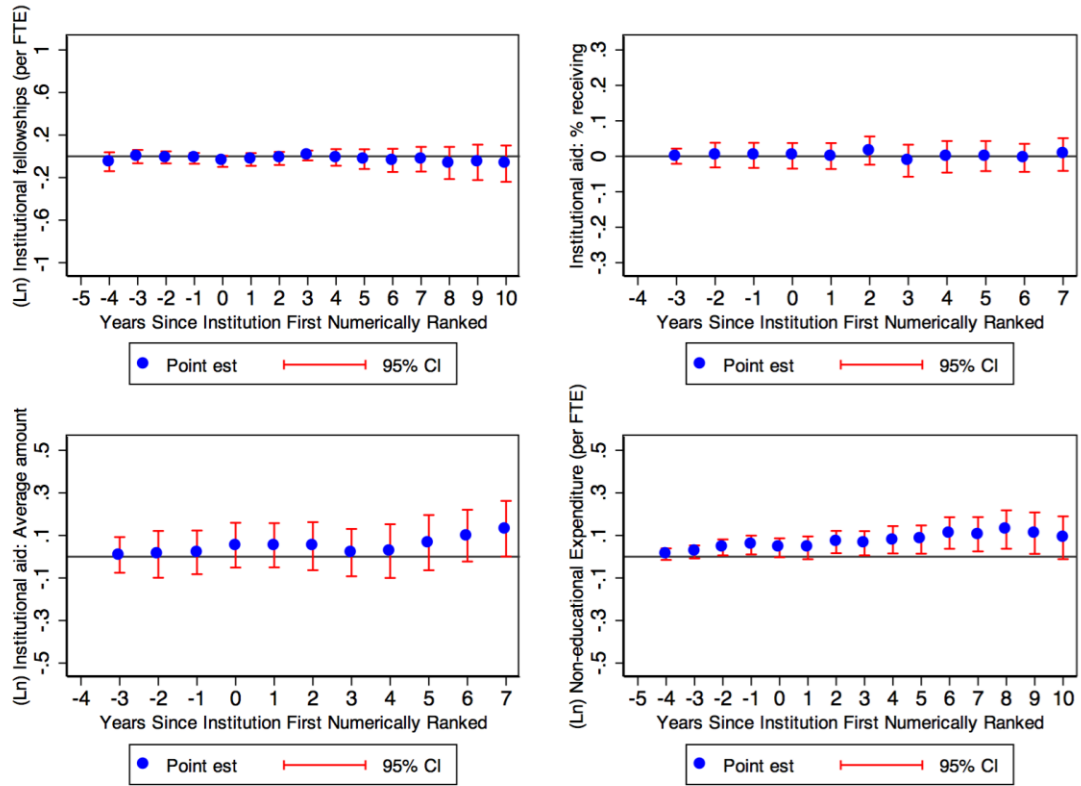 (Ln) Institutional fellowships (per FTE)
1
.6
.2
-.2
-.6
-1
-5 -4 -3 -2 -1 0 1 2 3 4 5 6 7 8 9 10
Years Since Institution First Numerically Ranked
Point est 95% CI
Institutional aid: % receiving
.3
.2
0.1
0
-.1
-.2
-.3
-4 -3 -2 -1 0 1 2 3 4 5 6 7
Years Since Institution First Numerically Ranked
Point est 95% CI
(Ln) Institutional aid: Average amount
.5
.3
.1
-.1
-.3
-.5
-4 -3 -2 -1 0 1 2 3 4 5 6 7
Years Since Institution First Numerically Ranked
Point est 95% CI
(Ln) Non-educational Expenditure (per FTE)
.5
.3
.1
-.1
-.3
-.5
-5 -4 -3 -2 -1 0 1 2 3 4 5 6 7 8 9 10
Years Since Institution First Numerically Ranked
Point est 95% CI